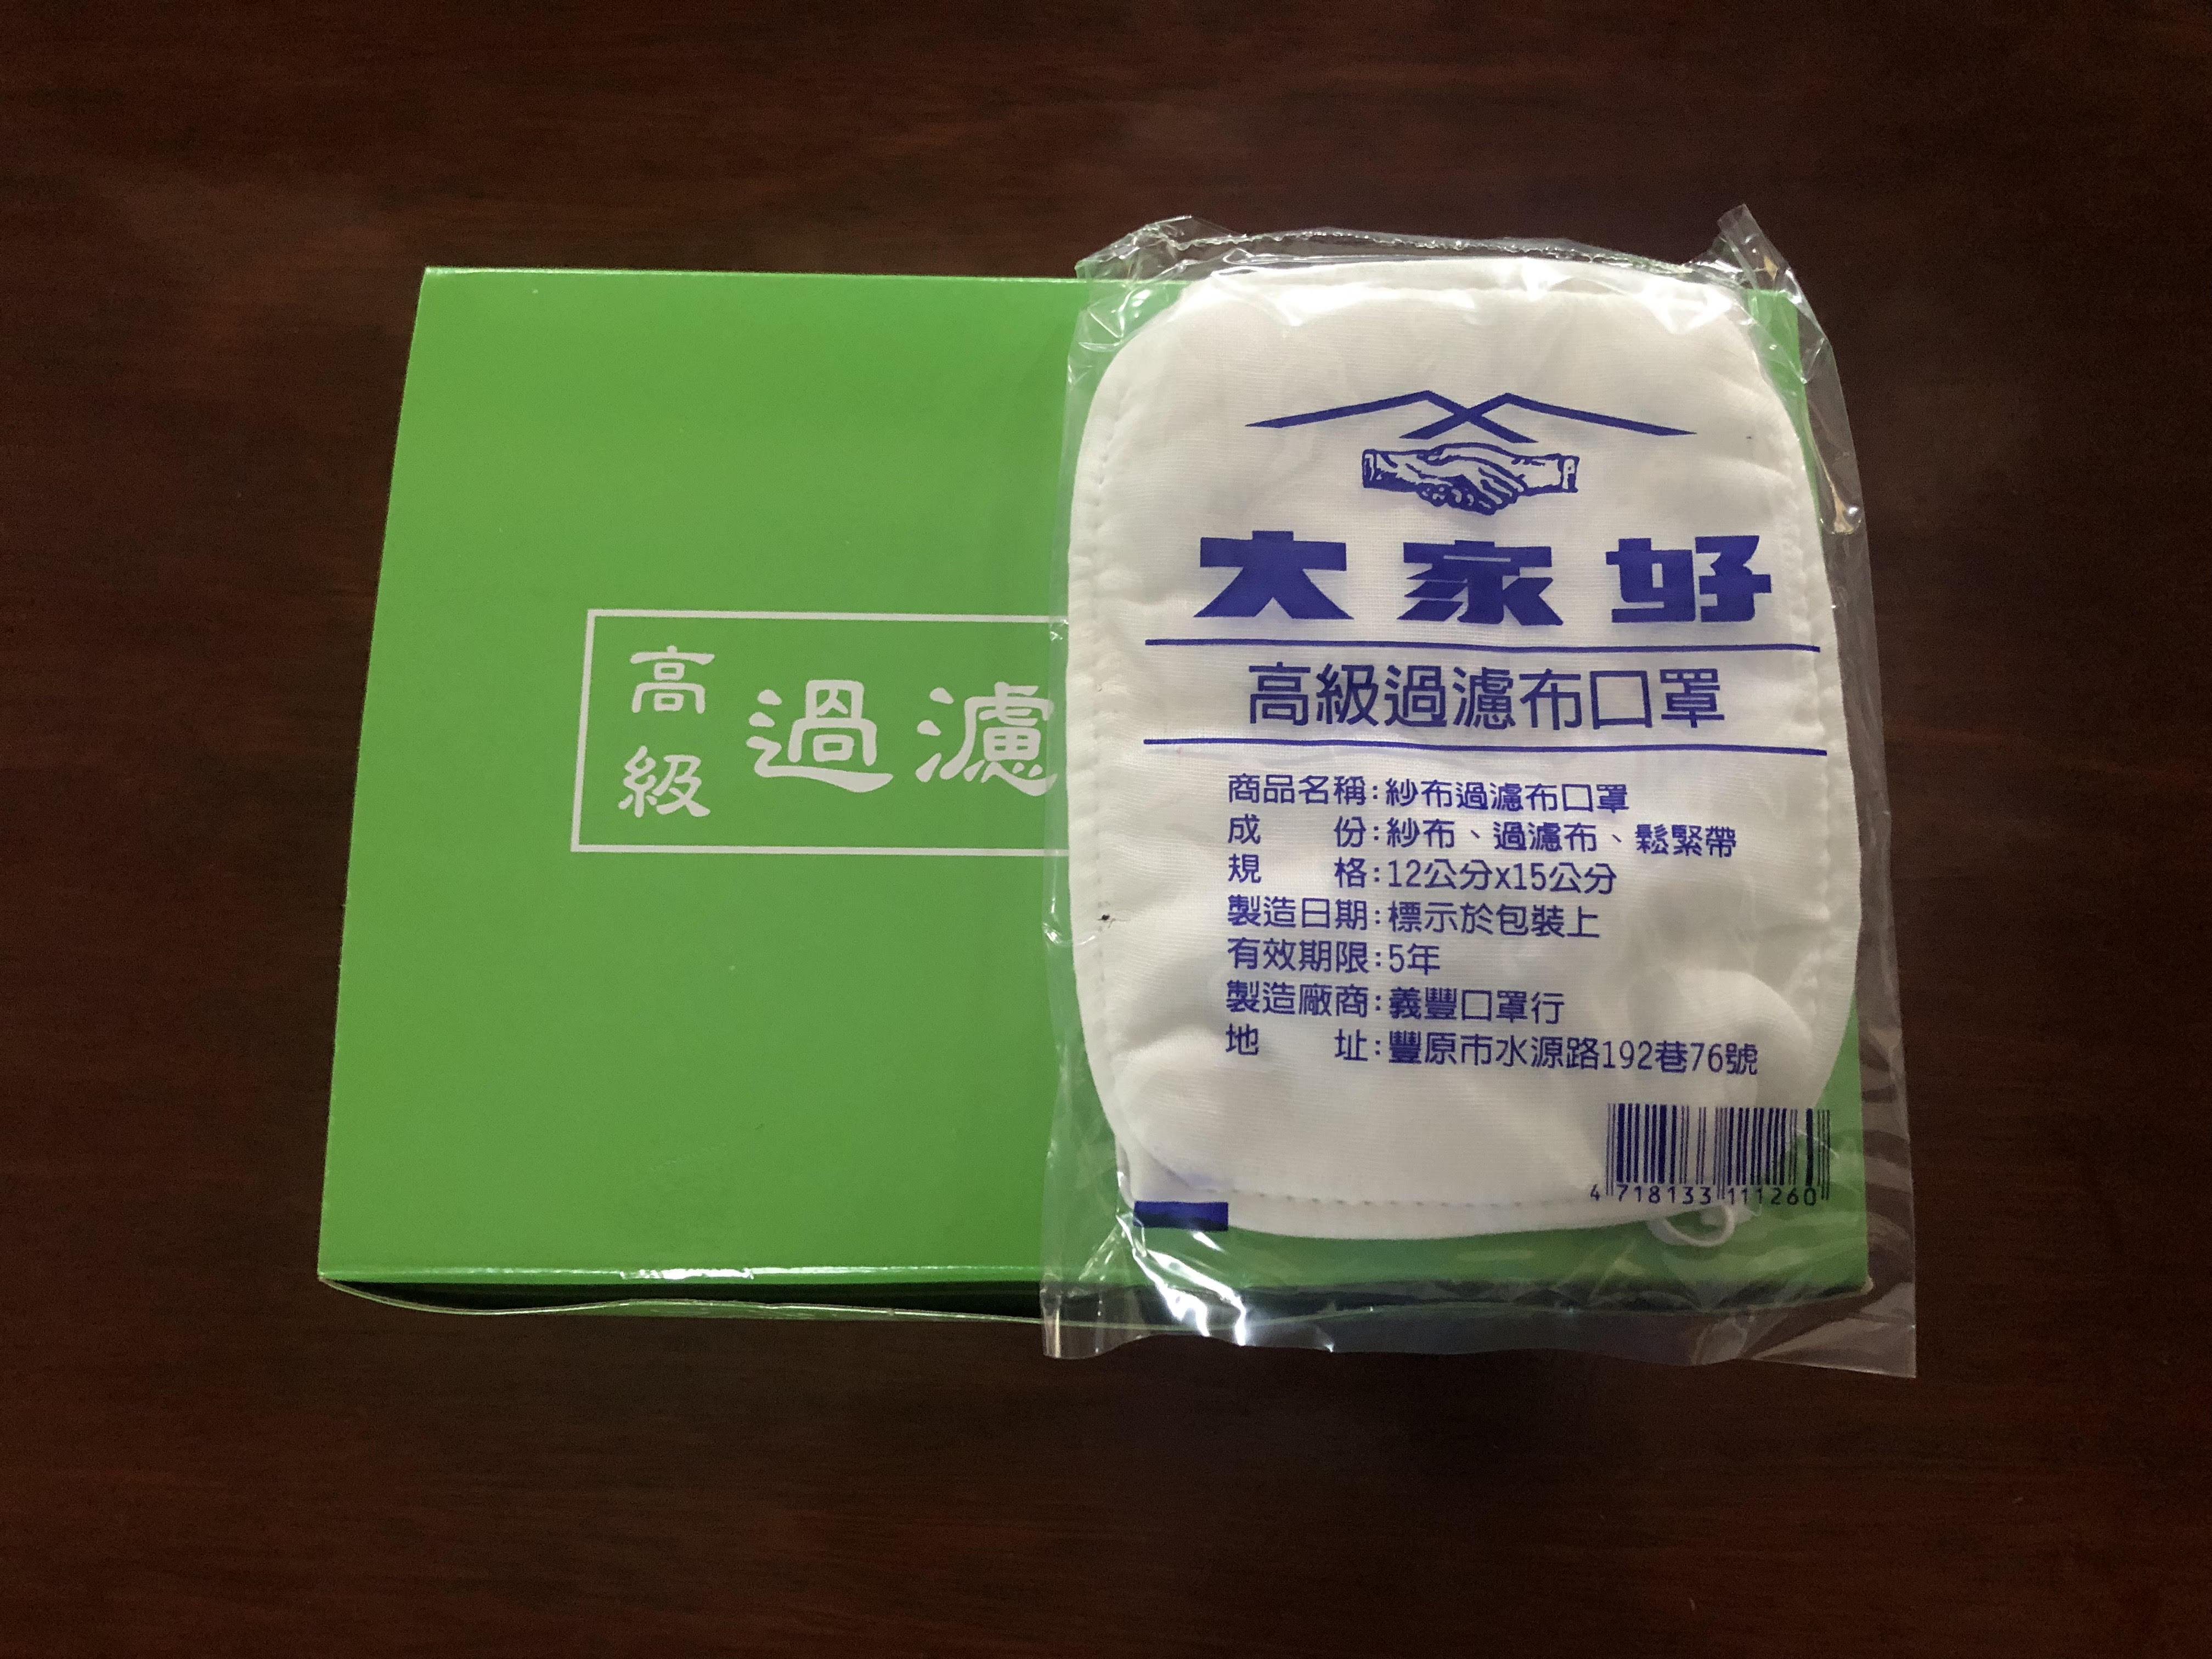 高級
過濾
大家好
高級過濾布口罩
商品名稱:紗布過濾布口罩
成份:紗布、過濾布、鬆緊帶
規格:12公分x15公分
製造日期:標示於包裝上
有效期限:5年
製造廠商:義豐口罩行
地址:豐原市水源路192巷76號
4 718133 111260